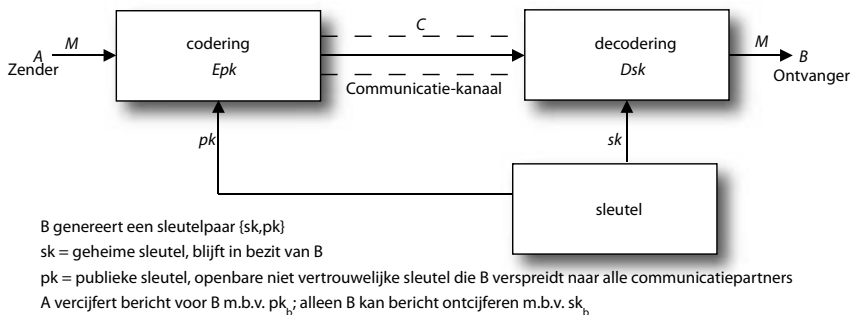 C
M
codering
decodering
M
A
Epk
Dsk
B
Zender
Ontvanger
Communicatie-kanaal
pk
sk
sleutel
B genereert een sleutelpaar {sk,pk}
sk = geheime sleutel, blijft in bezit van B
pk = publieke sleutel, openbare niet vertrouwelijke sleutel die B verspreidt naar alle communicatiepartners
A vercijfert bericht voor B m.b.v. pk_b; alleen B kan bericht ontcijferen m.b.v. sk_b